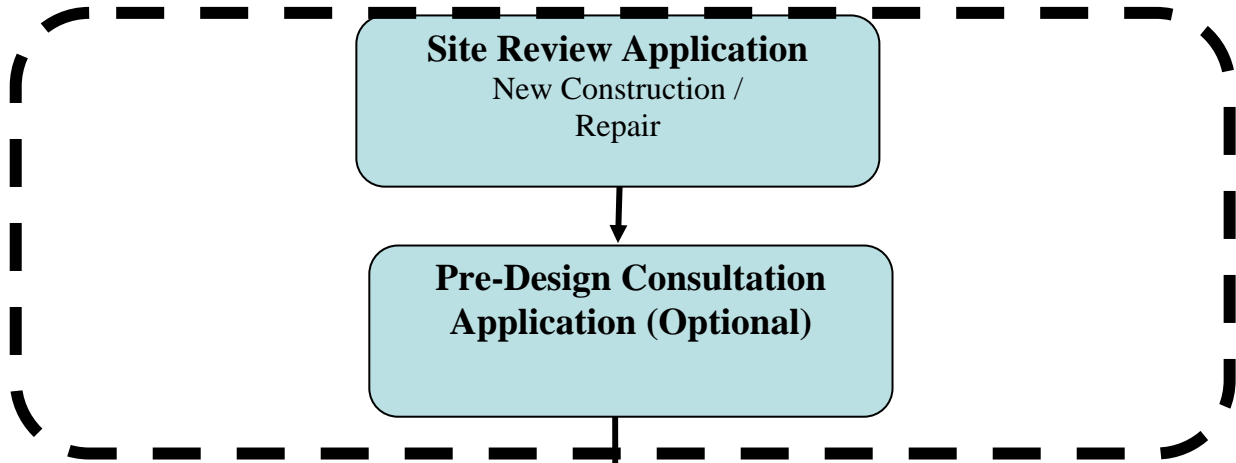 Site Review Application
New Construction /
Repair
Pre-Design Consultation
Application (Optional)